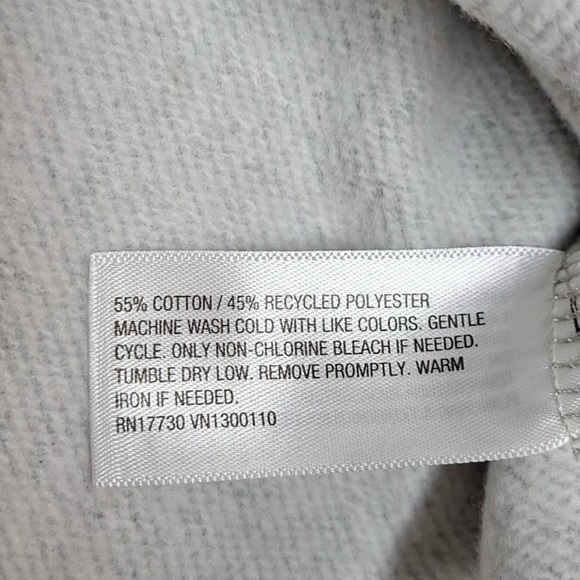 55% COTTON / 45% RECYCLED POLYESTER
MACHINE WASH COLD WITH LIKE COLORS. GENTLE
CYCLE. ONLY NON-CHLORINE BLEACH IF NEEDED.
TUMBLE DRY LOW. REMOVE PROMPTLY. WARM
IRON IF NEEDED.
RN17730 VN1300110